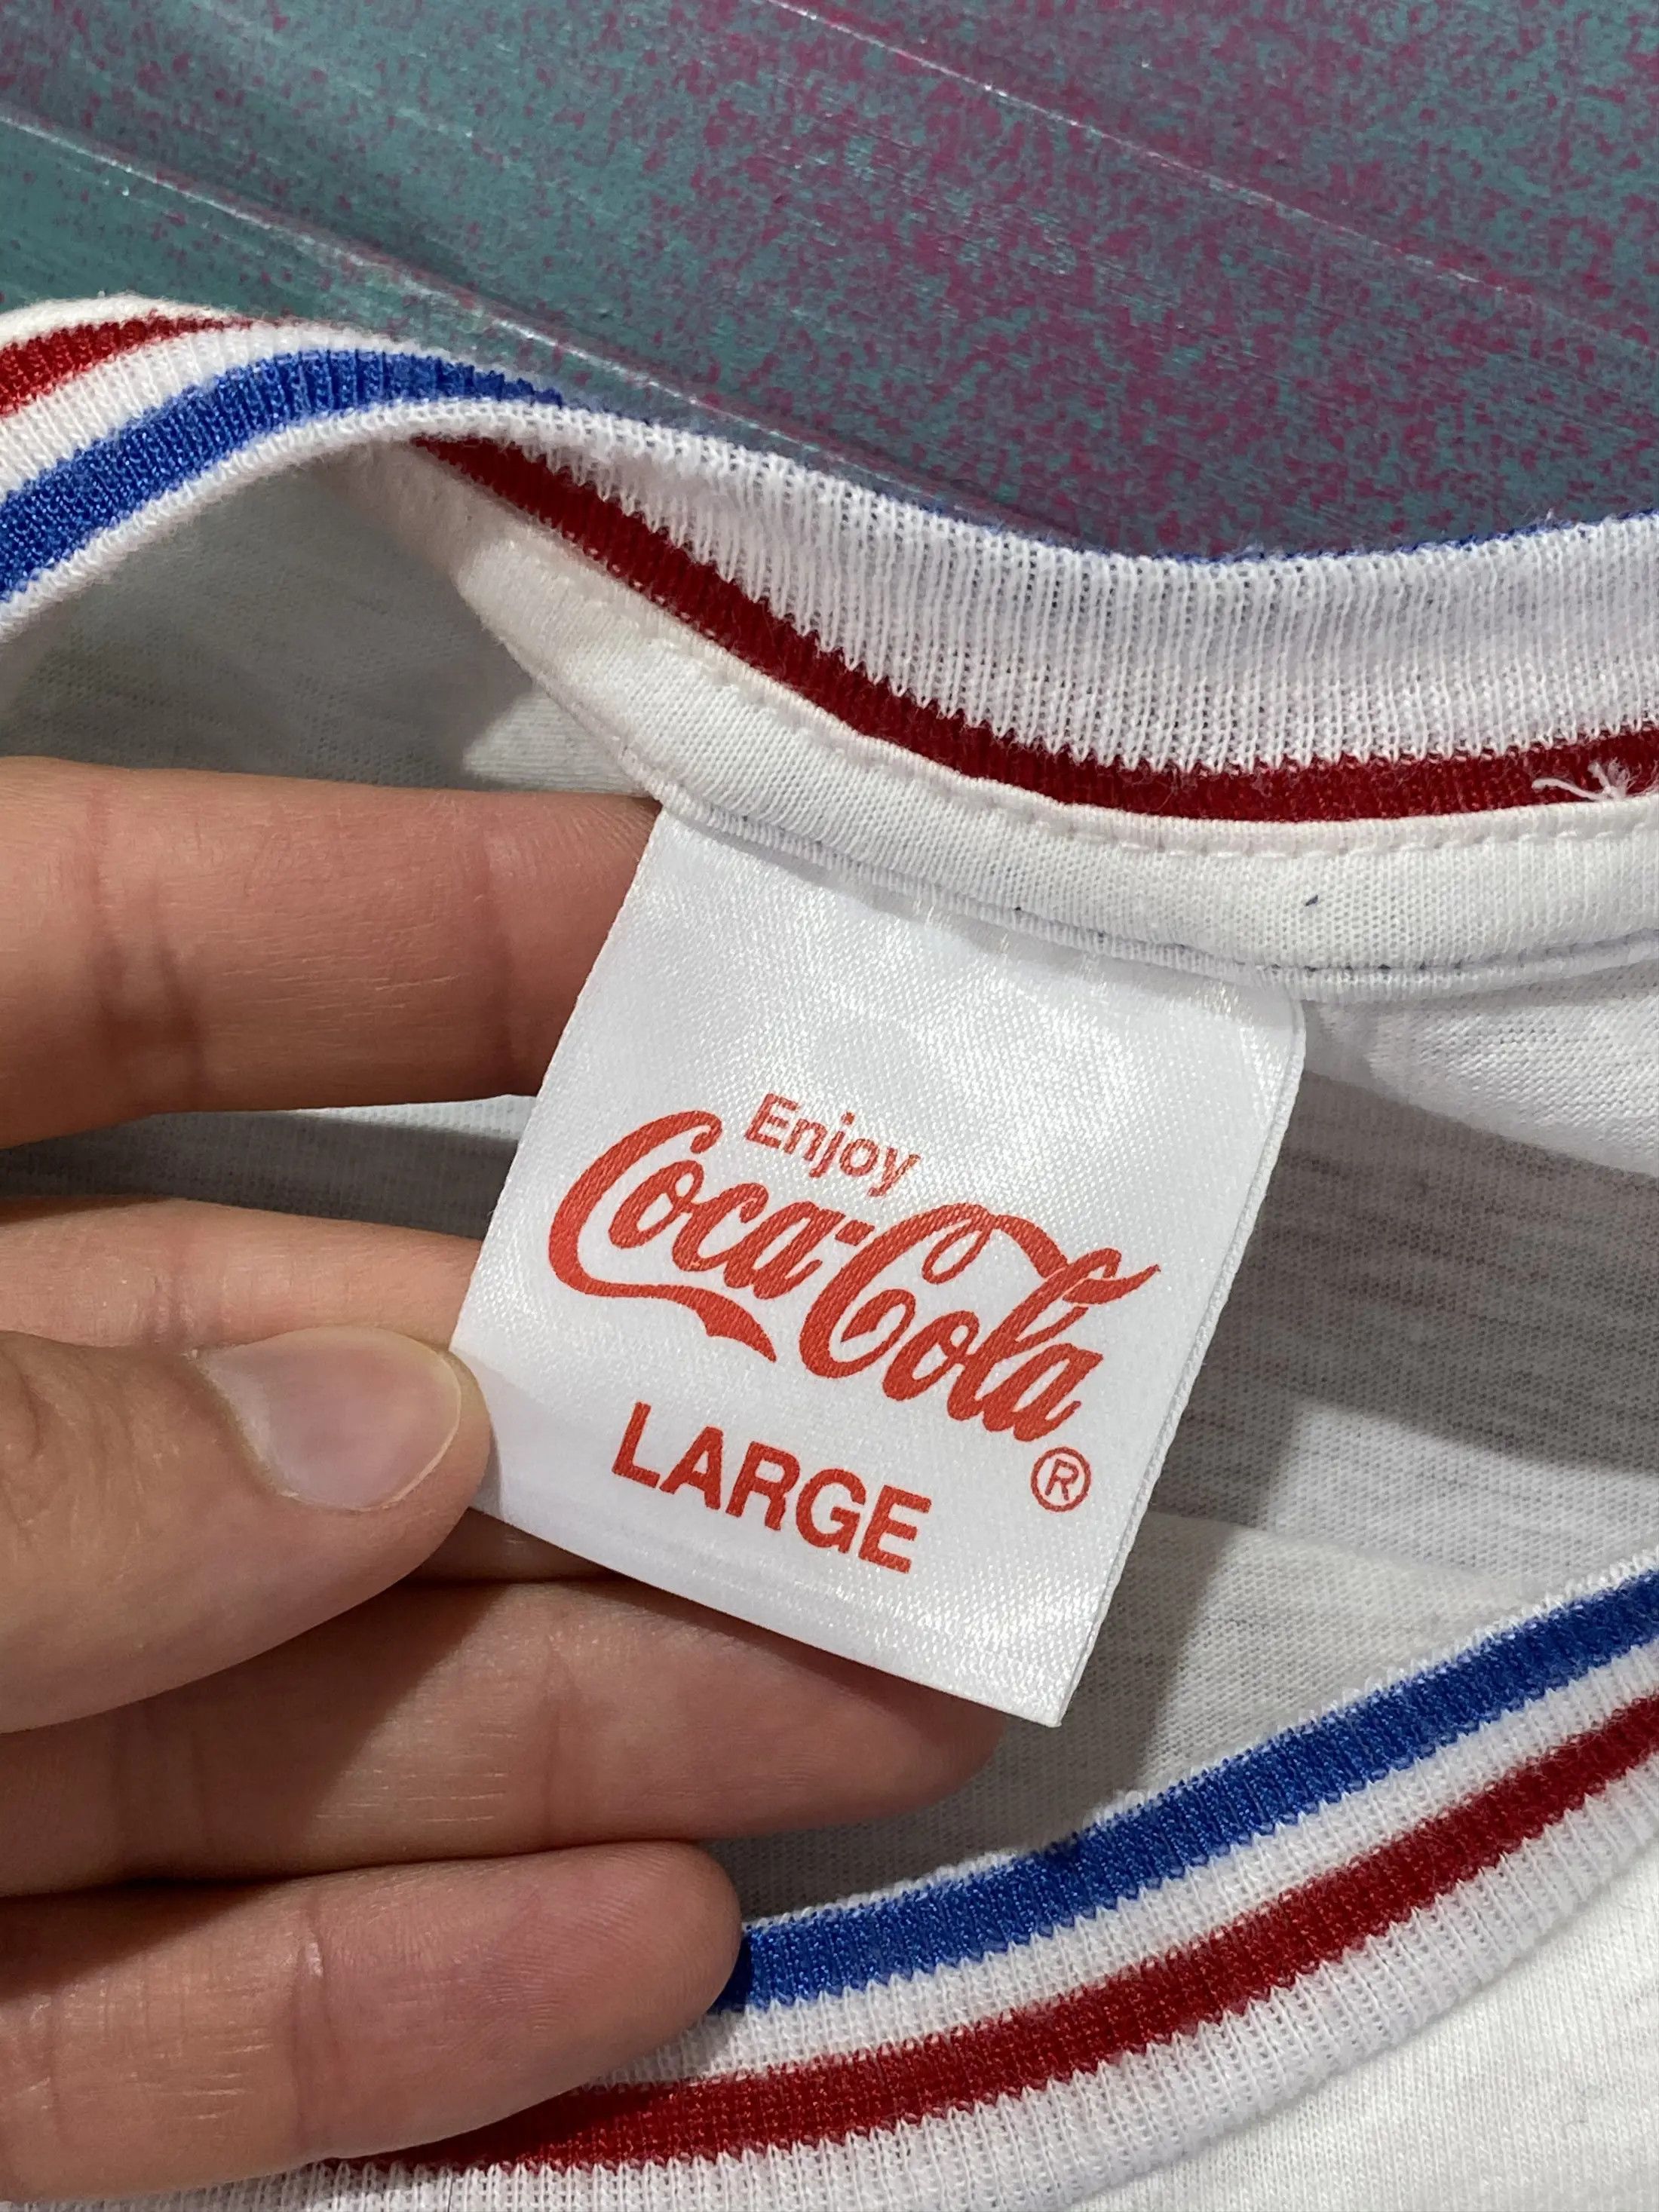 Enjoy
Coca-Cola
®
LARGE